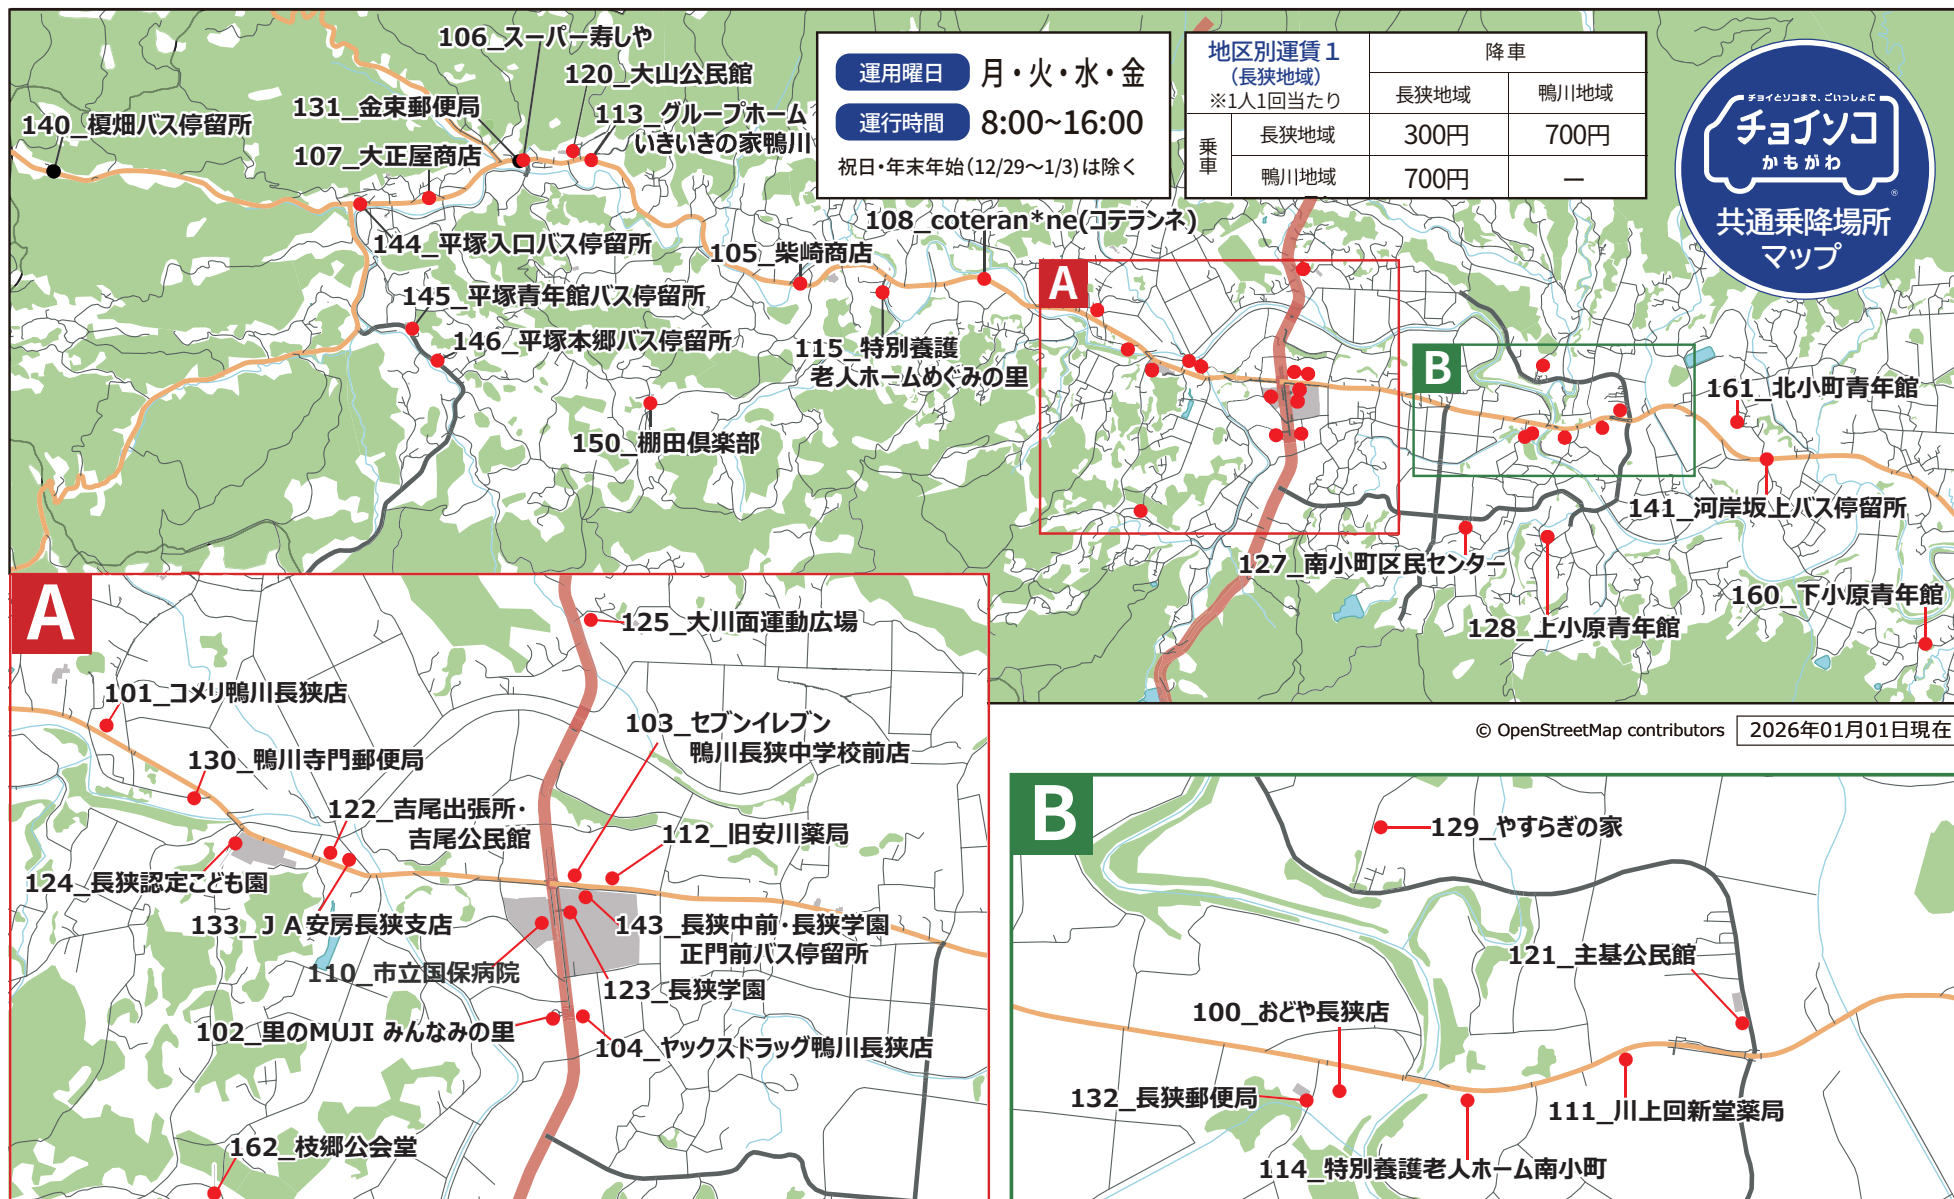 106_スーパー寿しや
120_大山公民館
131_金束郵便局
113_グループホーム
いきいきの家鴨川
140_榎畑バス停留所
107_大正屋商店
144_平塚入口バス停留所
105_柴崎商店
108_coteran*ne(コテランネ)
145_平塚青年館バス停留所
146_平塚本郷バス停留所
115_特別養護
老人ホームめぐみの里
150_棚田倶楽部
運用曜日 月・火・水・金
運行時間 8:00~16:00
祝日・年末年始(12/29〜1/3)は除く
地区別運賃1
(長狭地域)
※1人1回当たり
降車
長狭地域 鴨川地域
乗車
長狭地域 300円 700円
鴨川地域 700円 ー
チョイとソコまで、ごいっしょに
チョイソコ
かもがわ
®
共通乗降場所
マップ
A
B
161_北小町青年館
141_河岸坂上バス停留所
127_南小町区民センター
128_上小原青年館
160_下小原青年館
© OpenStreetMap contributors
2026年01月01日現在
A
125_大川面運動広場
101_コメリ鴨川長狭店
103_セブンイレブン
鴨川長狭中学校前店
130_鴨川寺門郵便局
122_吉尾出張所・
吉尾公民館
112_旧安川薬局
124_長狭認定こども園
133_ＪＡ安房長狭支店
143_長狭中前・長狭学園
正門前バス停留所
110_市立国保病院
123_長狭学園
102_里のMUJI みんなみの里
104_ヤックスドラッグ鴨川長狭店
162_枝郷公会堂
B
129_やすらぎの家
121_主基公民館
100_おどや長狭店
132_長狭郵便局
111_川上回新堂薬局
114_特別養護老人ホーム南小町